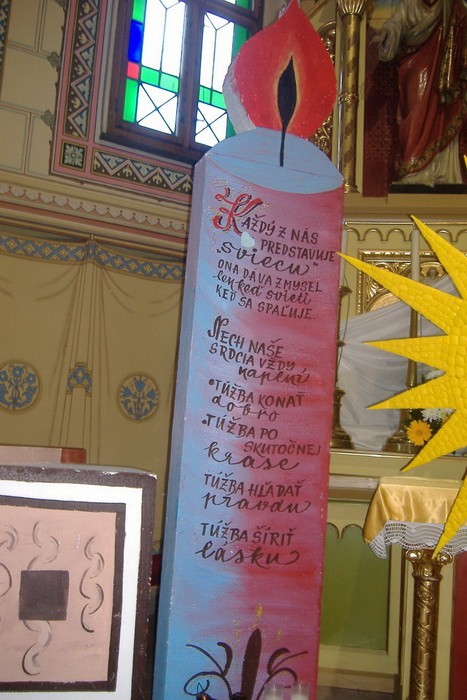 KAŽDÝ Z NÁS
PREDSTAVUJE
„sviecu“
ONA DÁVA ZMYSEL
len keď svieti
KEĎ SA SPAĽUJE.
NECH NAŠE
SRDCIA VŽDY
naplní
•TÚŽBA KONAŤ
dobro
•TÚŽBA PO
SKUTOČNEJ
kráse
TÚŽBA HĽADAŤ
pravdu
TÚŽBA ŠÍRIŤ
lásku